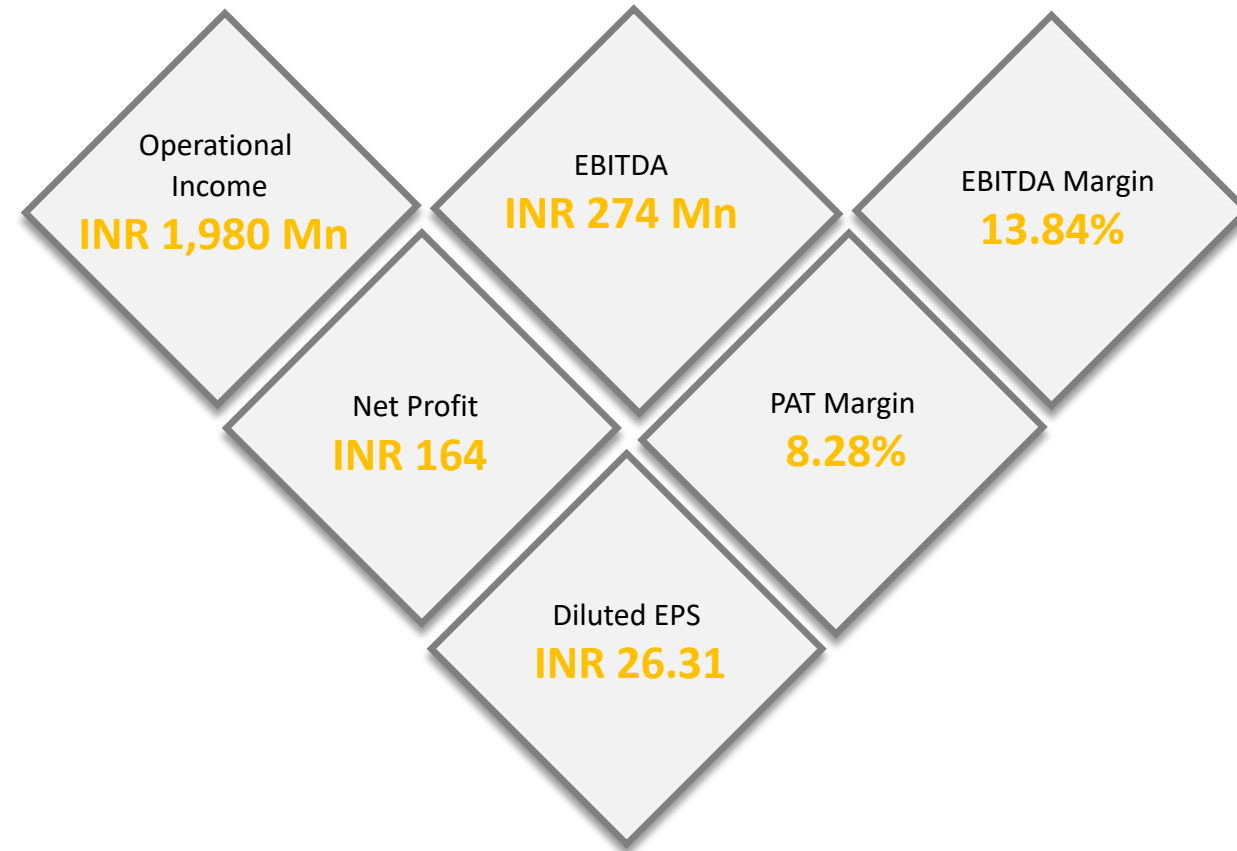 Operational
Income
INR 1,980 Mn
EBITDA
INR 274 Mn
EBITDA Margin
13.84%
Net Profit
INR 164
PAT Margin
8.28%
Diluted EPS
INR 26.31